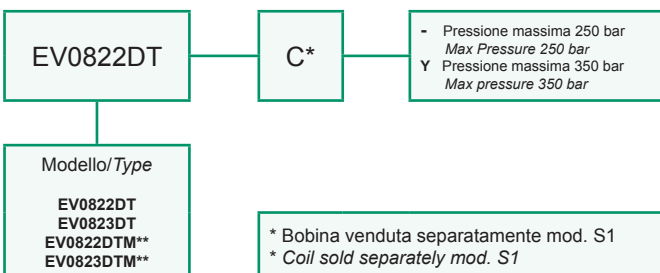 EV0822DT
C*
- Pressione massima 250 bar
Max Pressure 250 bar
Y Pressione massima 350 bar
Max pressure 350 bar
Modello/Type
EV0822DT
EV0823DT
EV0822DTM**
EV0823DTM**
* Bobina venduta separatamente mod. S1
* Coil sold separately mod. S1